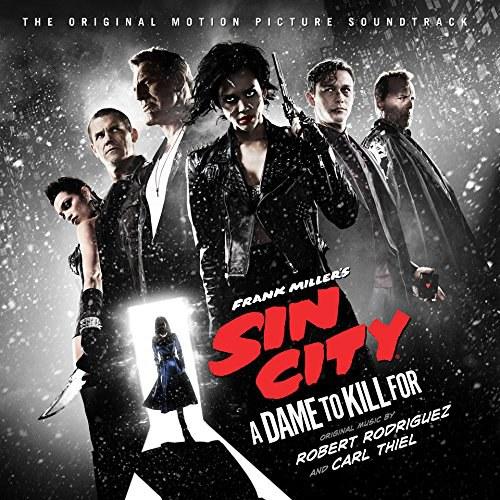 THE ORIGINAL MOTION PICTURE SOUNDTRACK
FRANK MILLER'S
SIN
CITY
A DAME TO KILL FOR
ORIGINAL MUSIC BY
ROBERT RODRIGUEZ
AND CARL THIEL